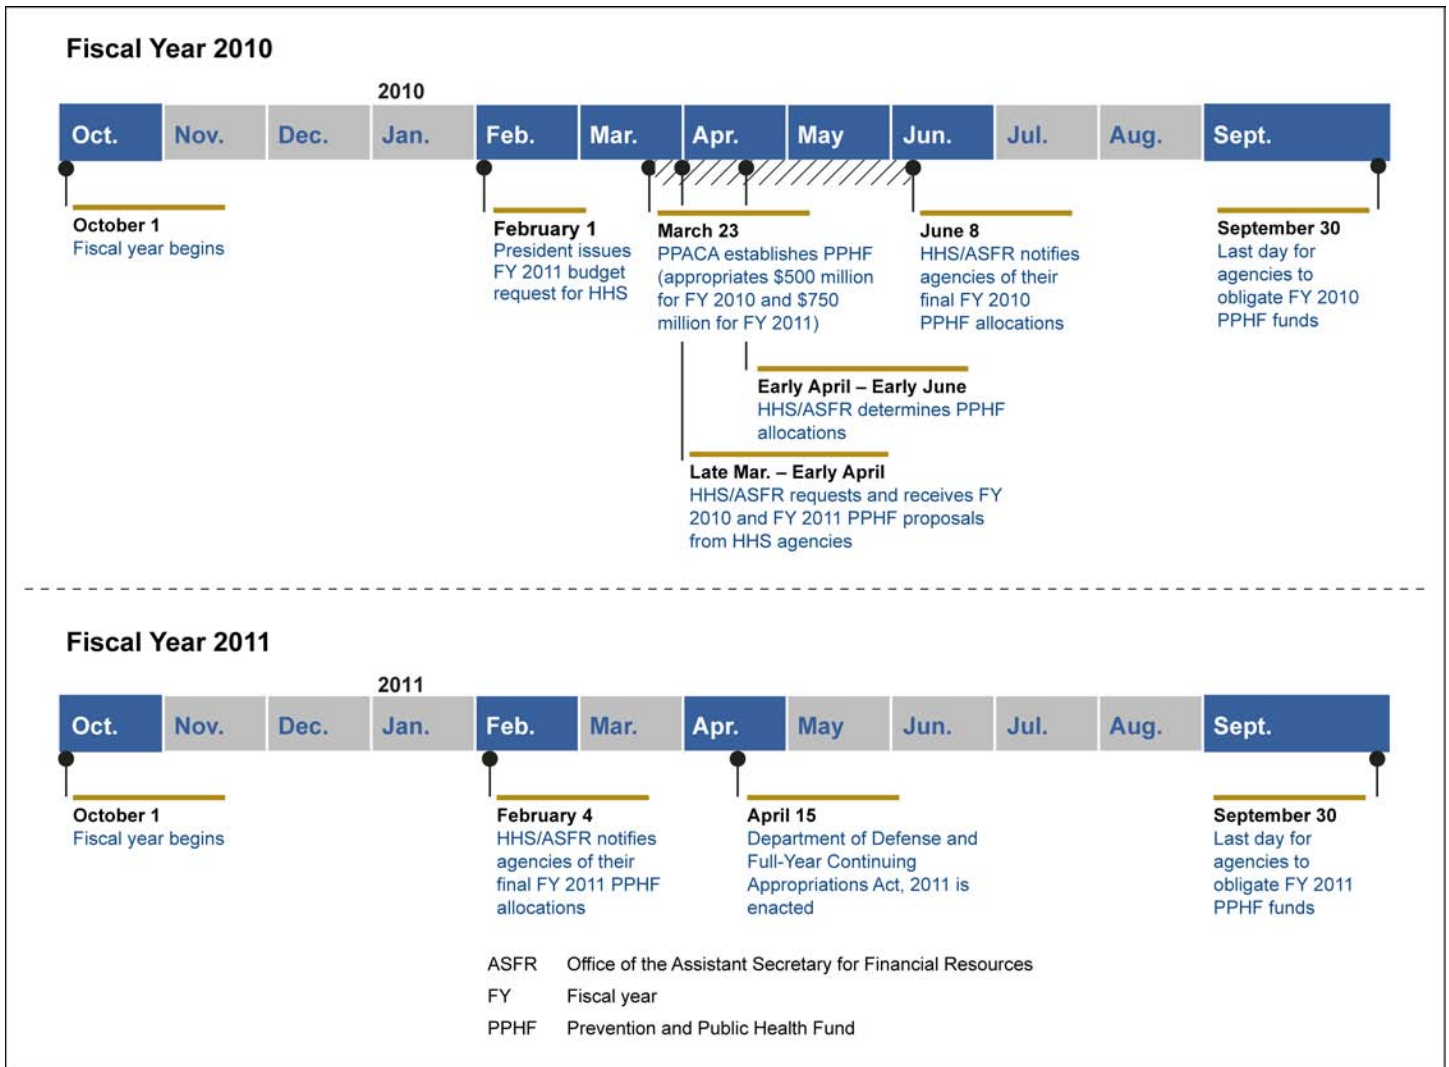 Fiscal Year 2010
2010
Oct. Nov. Dec. Jan. Feb. Mar. Apr. May Jun. Jul. Aug. Sept.
October 1
Fiscal year begins
February 1
President issues
FY 2011 budget
request for HHS
March 23
PPACA establishes PPHF
(appropriates $500 million
for FY 2010 and $750
million for FY 2011)
June 8
HHS/ASFR notifies
agencies of their
final FY 2010
PPHF allocations
September 30
Last day for
agencies to
obligate FY 2010
PPHF funds
Early April – Early June
HHS/ASFR determines PPHF
allocations
Late Mar. – Early April
HHS/ASFR requests and receives FY
2010 and FY 2011 PPHF proposals
from HHS agencies
Fiscal Year 2011
2011
Oct. Nov. Dec. Jan. Feb. Mar. Apr. May Jun. Jul. Aug. Sept.
October 1
Fiscal year begins
February 4
HHS/ASFR notifies
agencies of their
final FY 2011 PPHF
allocations
April 15
Department of Defense and
Full-Year Continuing
Appropriations Act, 2011 is
enacted
September 30
Last day for
agencies to
obligate FY 2011
PPHF funds
ASFR Office of the Assistant Secretary for Financial Resources
FY Fiscal year
PPHF Prevention and Public Health Fund